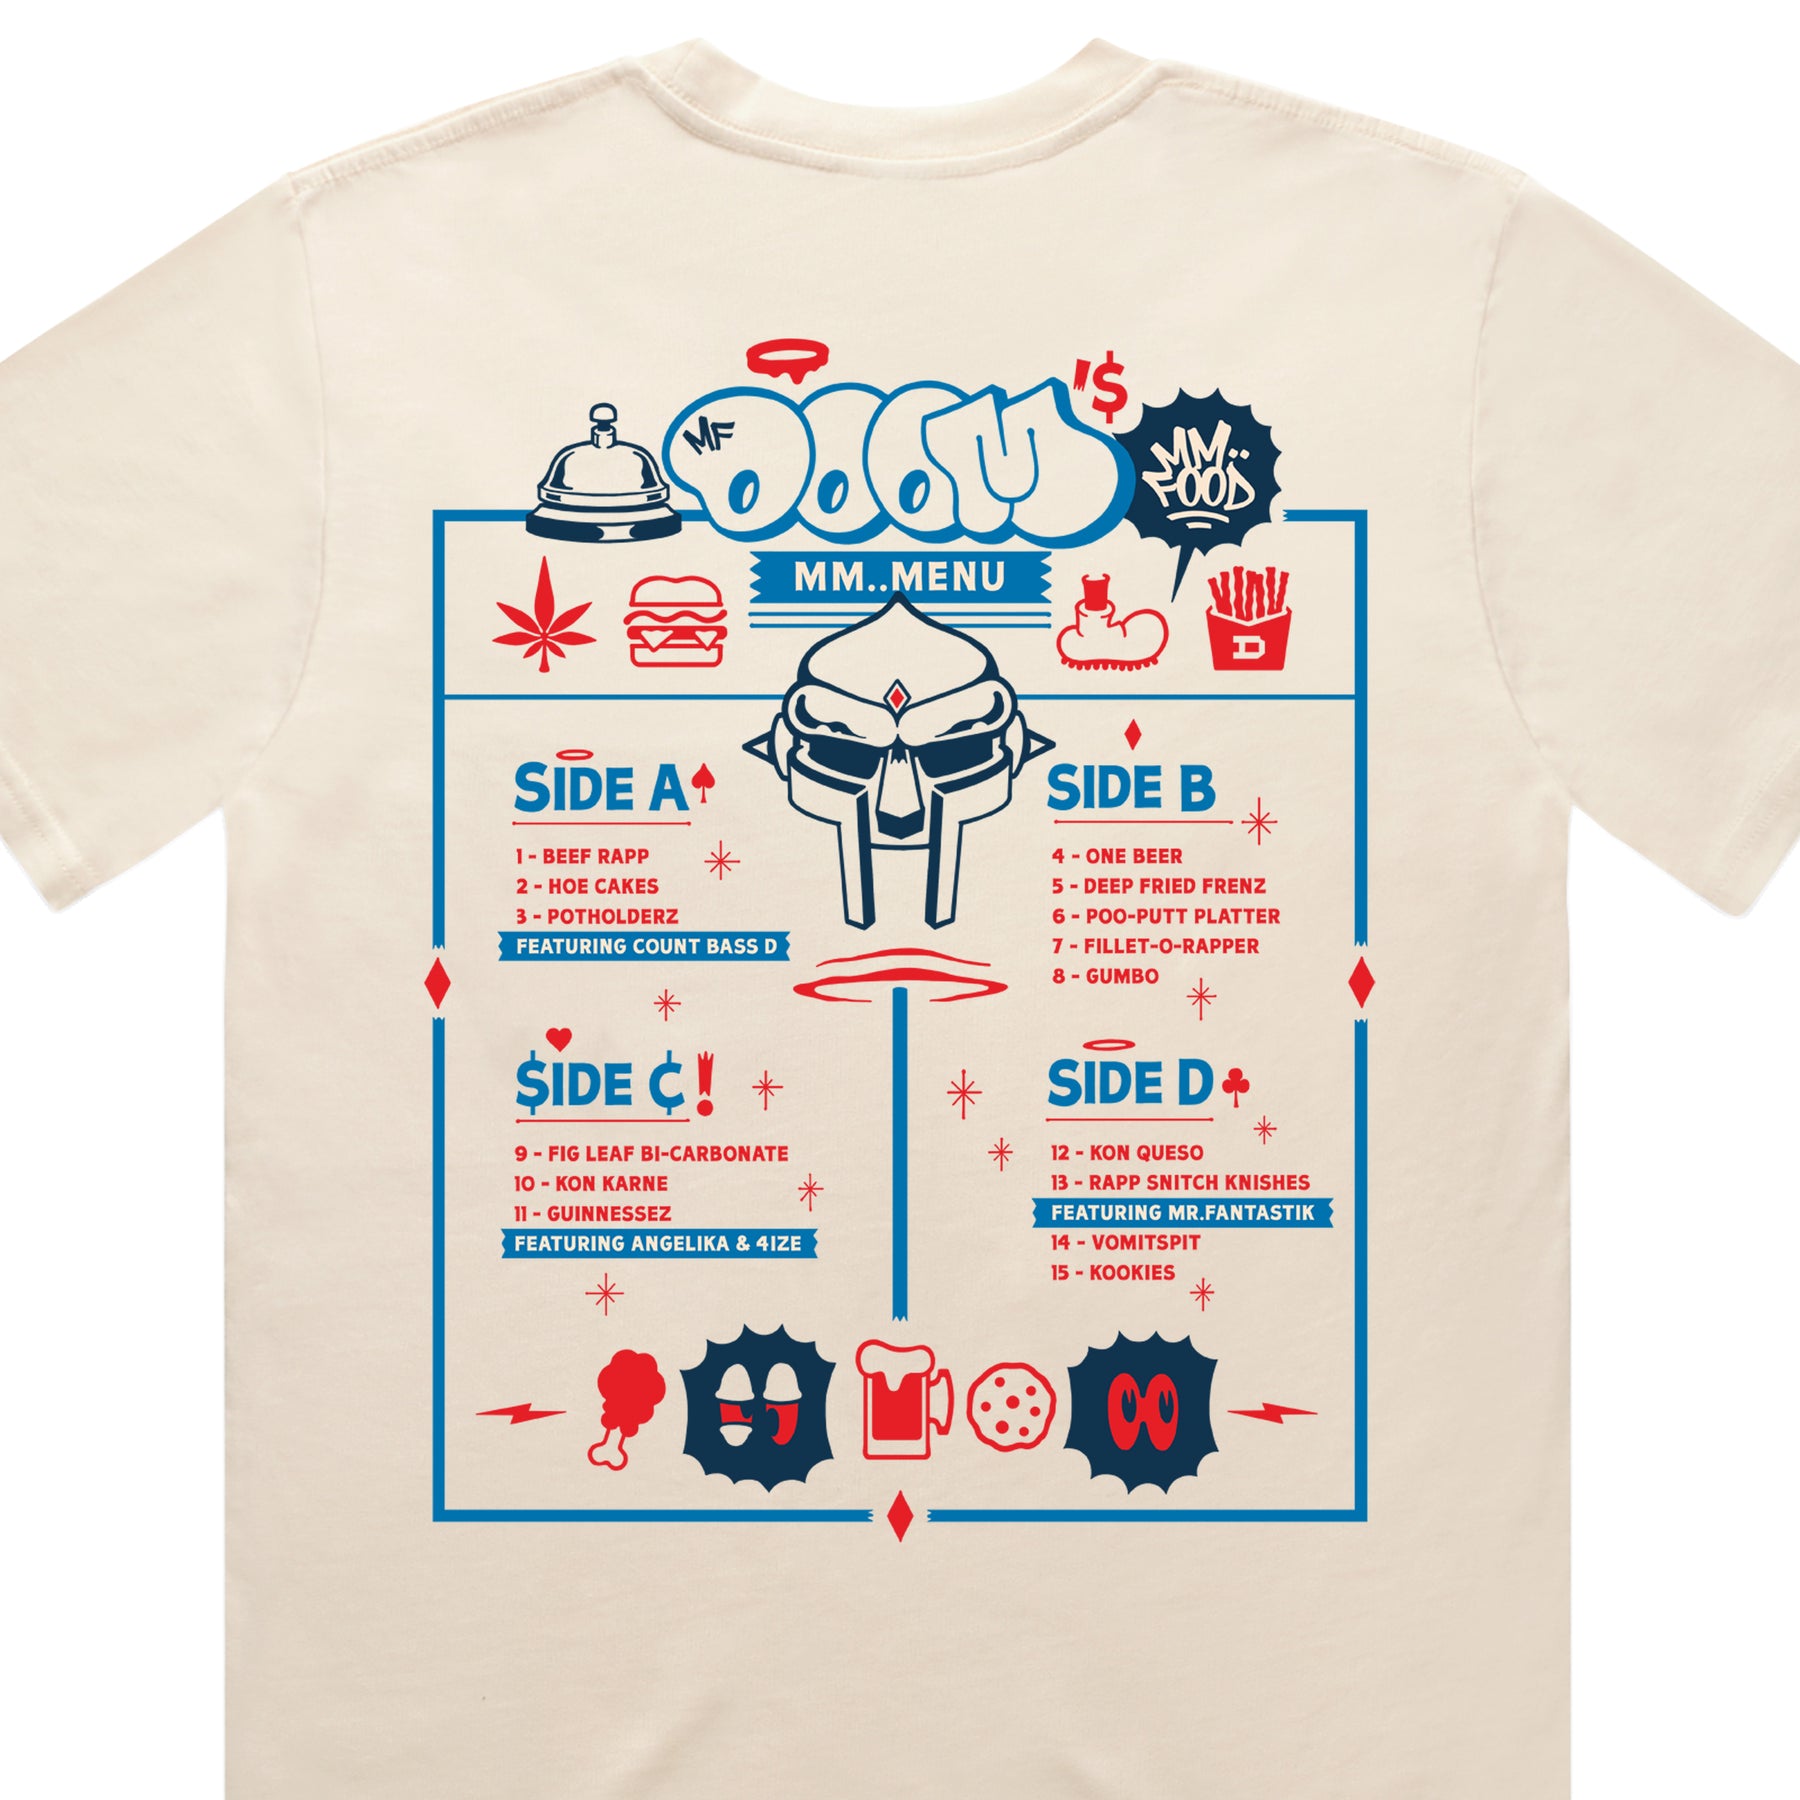 MF DOOM'$
MM..
FOOD
MM..MENU
D
SIDE A
1 - BEEF RAPP
2 - HOE CAKES
3 - POTHOLDERZ
FEATURING COUNT BASS D
SIDE B
4 - ONE BEER
5 - DEEP FRIED FRENZ
6 - POO-PUTT PLATTER
7 - FILLET-O-RAPPER
8 - GUMBO
$IDE ₵!
9 - FIG LEAF BI-CARBONATE
10 - KON KARNE
11 - GUINNESSEZ
FEATURING ANGELIKA & 4IZE
SIDE D
12 - KON QUESO
13 - RAPP SNITCH KNISHES
FEATURING MR.FANTASTIK
14 - VOMITSPIT
15 - KOOKIES